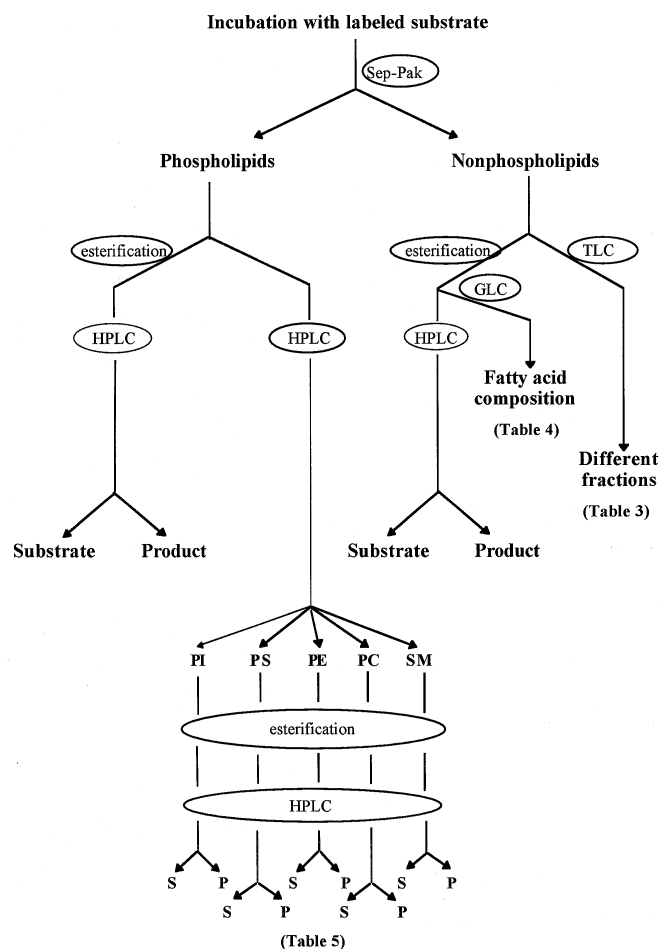 Incubation with labeled substrate
Sep-Pak
Phospholipids
Nonphospholipids
esterification
esterification
TLC
GLC
HPLC
HPLC
HPLC
Fatty acid
composition
(Table 4)
Different
fractions
(Table 3)
Substrate
Product
Substrate
Product
PI
PS
PE
PC
SM
esterification
HPLC
S
P
S
P
S
P
S
P
S
P
(Table 5)